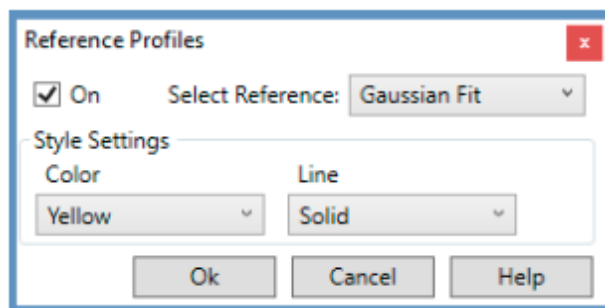 Reference Profiles x
On Select Reference: Gaussian Fit
Style Settings
Color Line
Yellow Solid
Ok Cancel Help